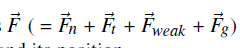 s F⃗ ( = F⃗n + F⃗t + F⃗weak + F⃗g)